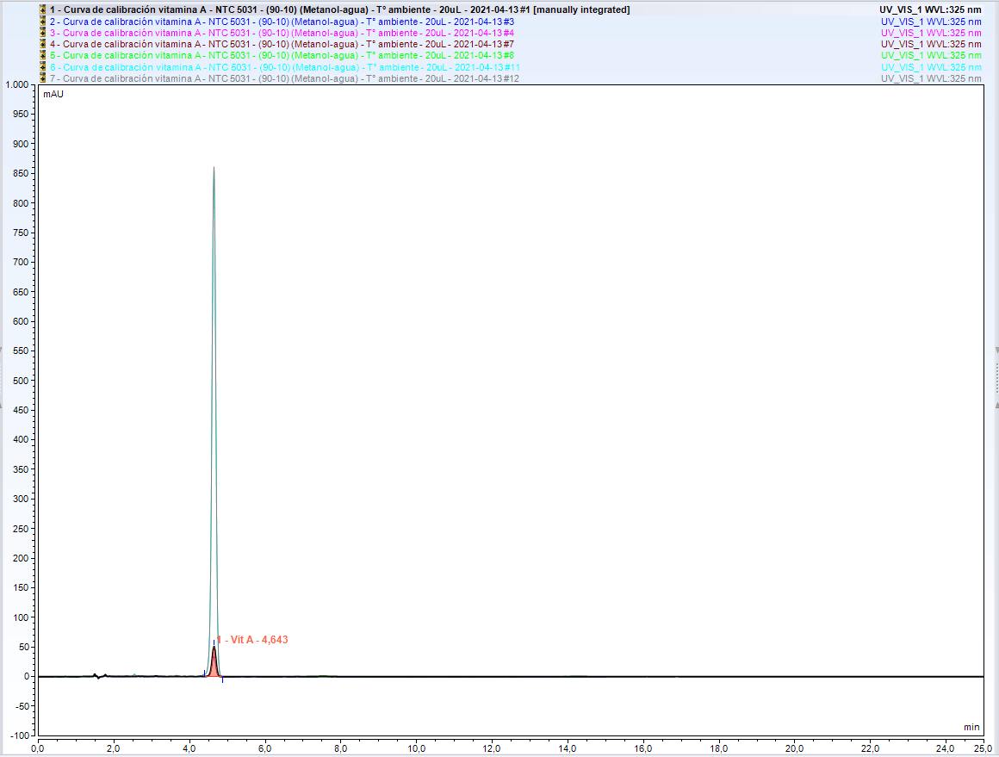 1 - Curva de calibración vitamina A - NTC 5031 - (90-10) (Metanol-agua) - T° ambiente - 20uL - 2021-04-13 #1 [manually integrated] UV_VIS_1 WVL:325 nm
2 - Curva de calibración vitamina A - NTC 5031 - (90-10) (Metanol-agua) - T° ambiente - 20uL - 2021-04-13 #3 UV_VIS_1 WVL:325 nm
3 - Curva de calibración vitamina A - NTC 5031 - (90-10) (Metanol-agua) - T° ambiente - 20uL - 2021-04-13 #4 UV_VIS_1 WVL:325 nm
4 - Curva de calibración vitamina A - NTC 5031 - (90-10) (Metanol-agua) - T° ambiente - 20uL - 2021-04-13 #7 UV_VIS_1 WVL:325 nm
5 - Curva de calibración vitamina A - NTC 5031 - (90-10) (Metanol-agua) - T° ambiente - 20uL - 2021-04-13 #8 UV_VIS_1 WVL:325 nm
6 - Curva de calibración vitamina A - NTC 5031 - (90-10) (Metanol-agua) - T° ambiente - 20uL - 2021-04-13 #11 UV_VIS_1 WVL:325 nm
7 - Curva de calibración vitamina A - NTC 5031 - (90-10) (Metanol-agua) - T° ambiente - 20uL - 2021-04-13 #12 UV_VIS_1 WVL:325 nm
1.000
mAU
950
900
850
800
750
700
650
600
550
500
450
400
350
300
250
200
150
100
50
1 - Vit A - 4,643
0
-50
-100
min
0,0 2,0 4,0 6,0 8,0 10,0 12,0 14,0 16,0 18,0 20,0 22,0 24,0 25,0